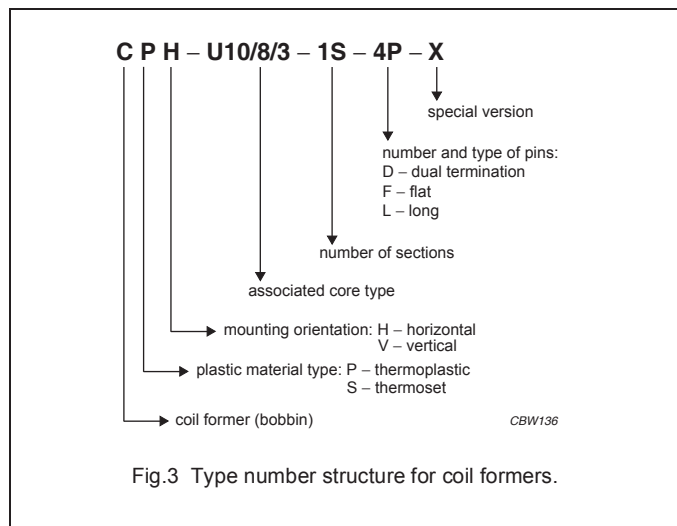 C P H – U10/8/3 – 1S – 4P – X
special version
number and type of pins:
D – dual termination
F – flat
L – long
number of sections
associated core type
mounting orientation: H – horizontal
V – vertical
plastic material type: P – thermoplastic
S – thermoset
coil former (bobbin)
CBW136
Fig.3 Type number structure for coil formers.